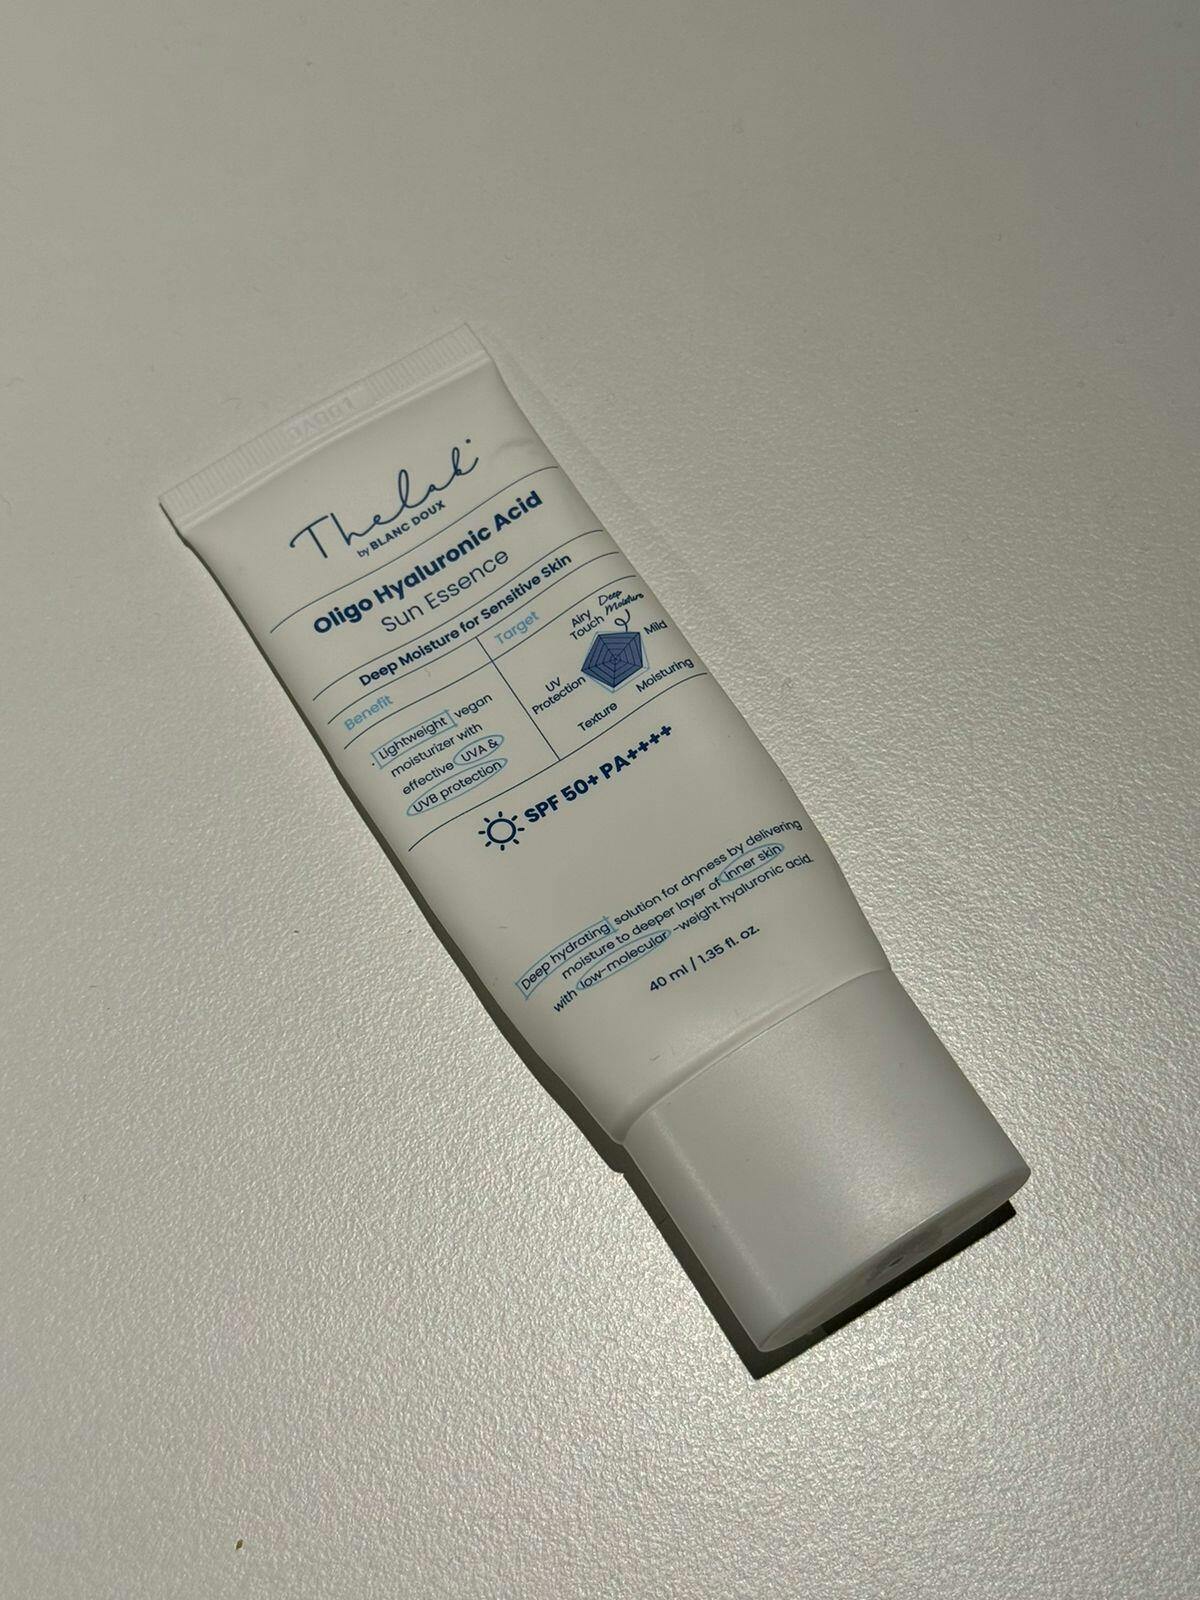 Thelab
by BLANC DOUX
Oligo Hyaluronic Acid
Sun Essence
Deep Moisture for Sensitive Skin
Benefit
Lightweight vegan
moisturizer with
effective UVA &
UVB protection
Target
Deep
Moisture
Airy
Touch
Mild
UV
Protection
Moisturizing
Texture
SPF 50+ PA++++
Deep hydrating solution for dryness by delivering
moisture to deeper layer of inner skin
with low-molecular-weight hyaluronic acid.
40 ml / 1.35 fl. oz.